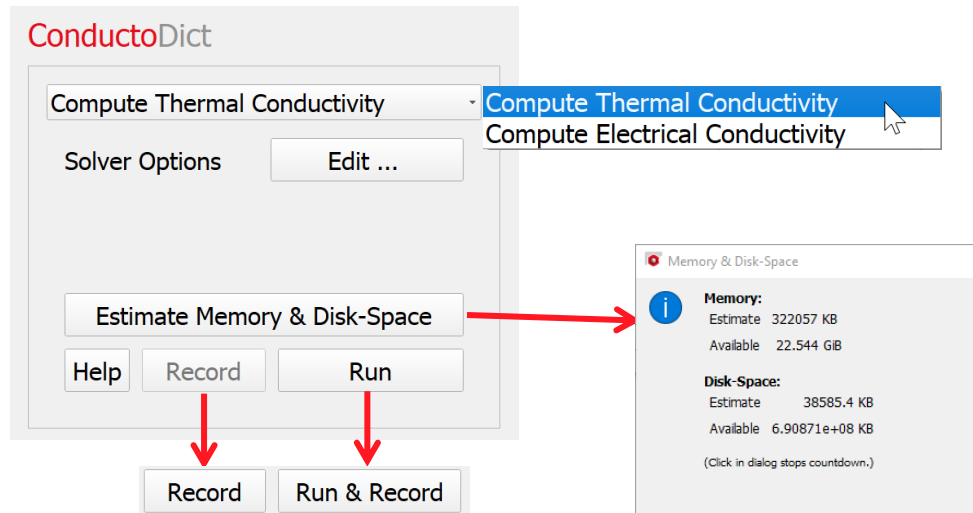 ConductoDict
Compute Thermal Conductivity
Compute Thermal Conductivity
Compute Electrical Conductivity
Solver Options
Edit ...
Estimate Memory & Disk-Space
Help
Record
Run
Record
Run & Record
Memory & Disk-Space
Memory:
Estimate 322057 KB
Available 22.544 GiB
Disk-Space:
Estimate 38585.4 KB
Available 6.90871e+08 KB
(Click in dialog stops countdown.)